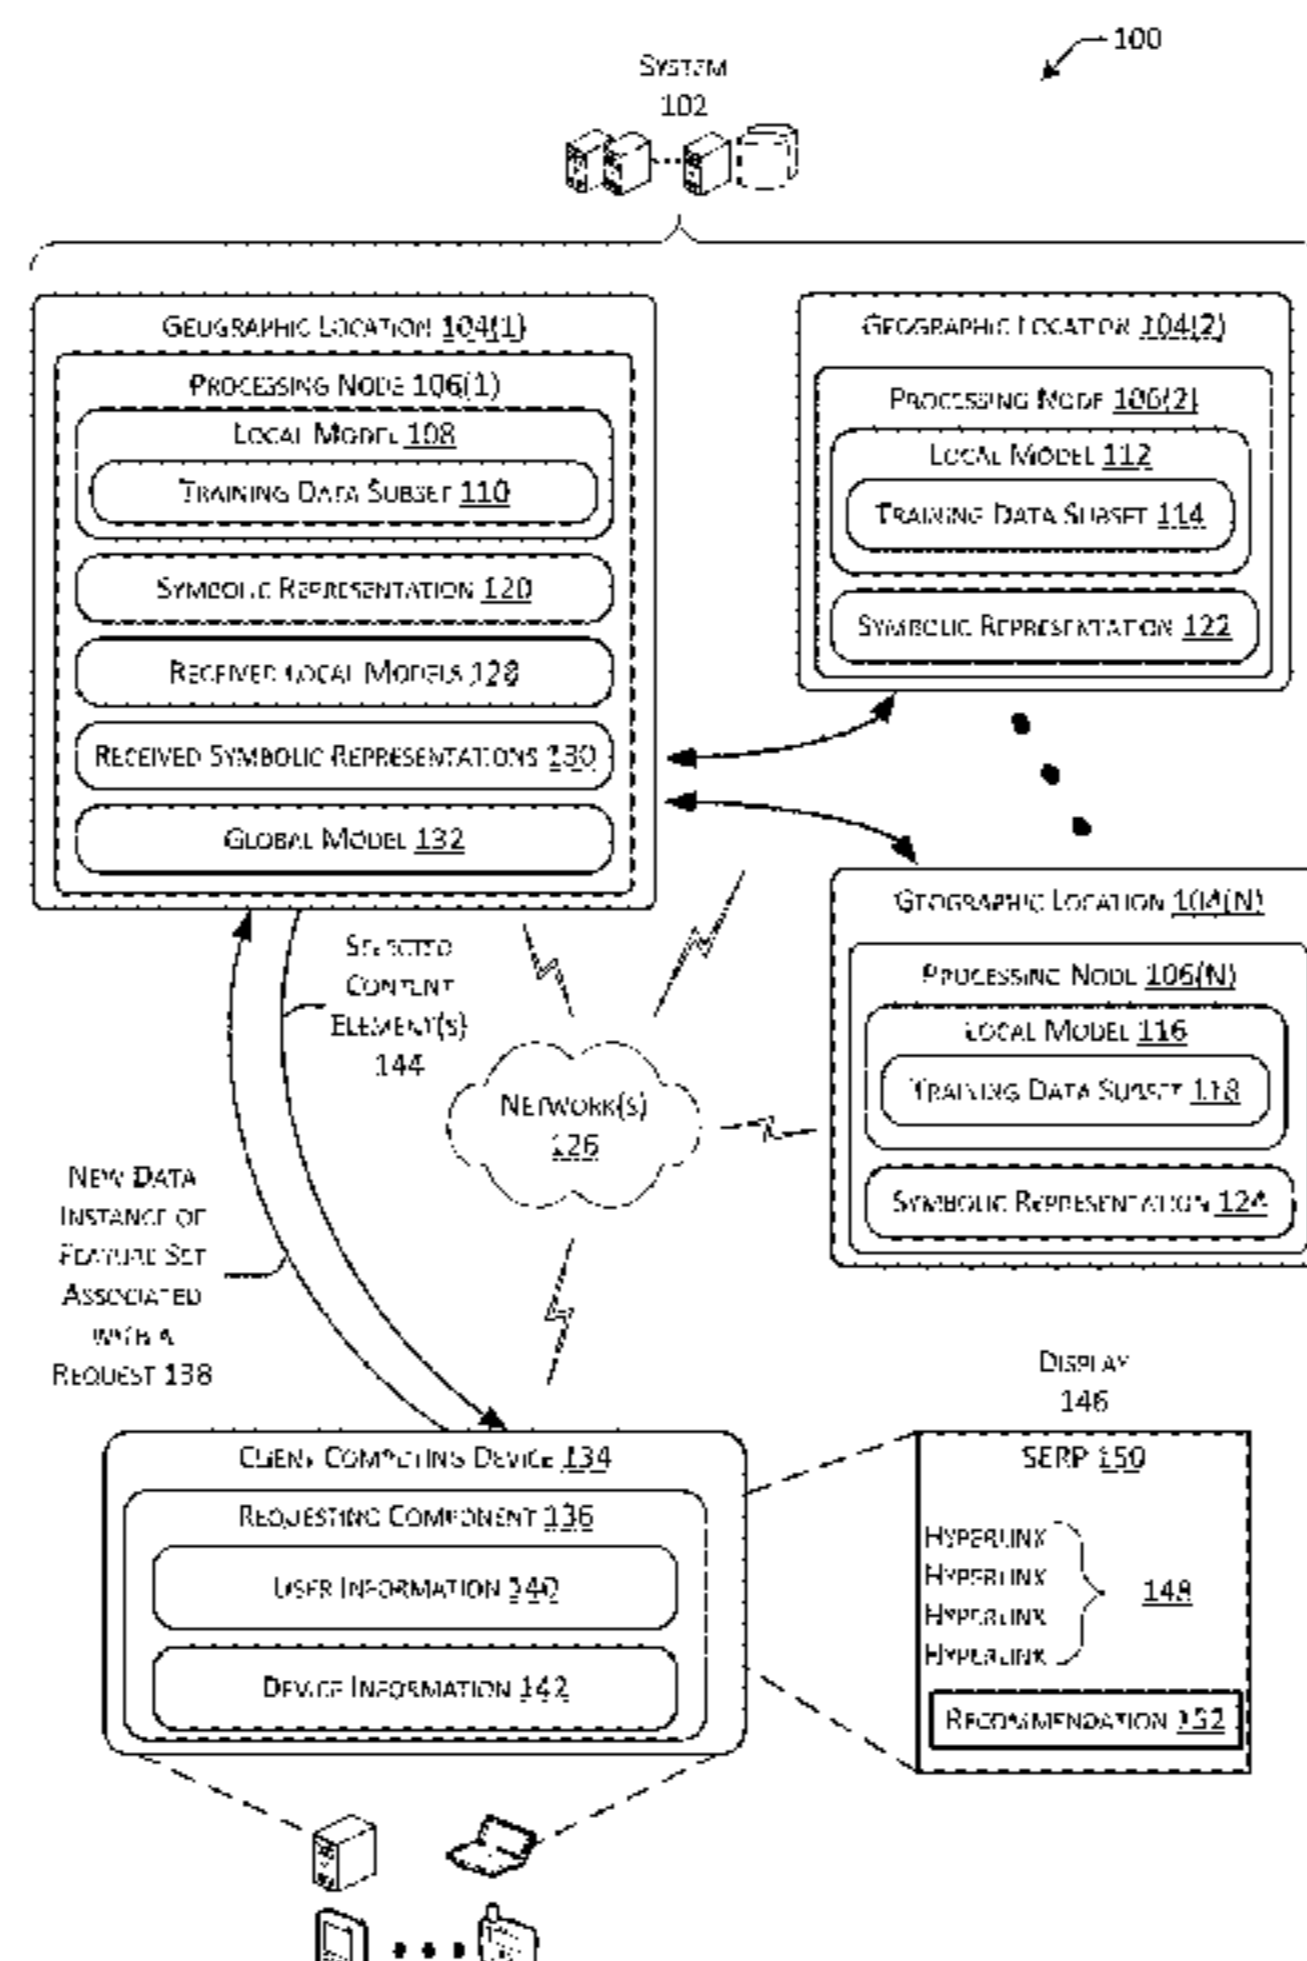 100
SYSTEM
102
GEOGRAPHIC LOCATION 104(1)
PROCESSING NODE 106(1)
LOCAL MODEL 108
TRAINING DATA SUBSET 110
SYMBOLIC REPRESENTATION 120
RECEIVED LOCAL MODELS 128
RECEIVED SYMBOLIC REPRESENTATIONS 130
GLOBAL MODEL 132
GEOGRAPHIC LOCATION 104(2)
PROCESSING NODE 106(2)
LOCAL MODEL 112
TRAINING DATA SUBSET 114
SYMBOLIC REPRESENTATION 122
GEOGRAPHIC LOCATION 104(N)
PROCESSING NODE 106(N)
LOCAL MODEL 116
TRAINING DATA SUBSET 118
SYMBOLIC REPRESENTATION 124
SELECTED
CONTENT
ELEMENT(S)
144
NETWORK(S)
126
NEW DATA
INSTANCE OF
FEATURE SET
ASSOCIATED
WITH A
REQUEST 138
CLIENT COMPUTING DEVICE 134
REQUESTING COMPONENT 136
USER INFORMATION 140
DEVICE INFORMATION 142
DISPLAY
146
SERP 150
HYPERLINK
HYPERLINK
HYPERLINK
HYPERLINK
148
RECOMMENDATION 152